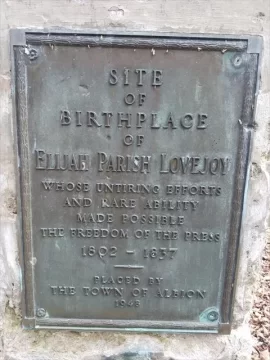 SITE
OF
BIRTHPLACE
OF
ELIJAH PARISH LOVEJOY
WHOSE UNTIRING EFFORTS
AND RARE ABILITY
MADE POSSIBLE
THE FREEDOM OF THE PRESS
1802 - 1837
PLACED BY
THE TOWN OF ALBION